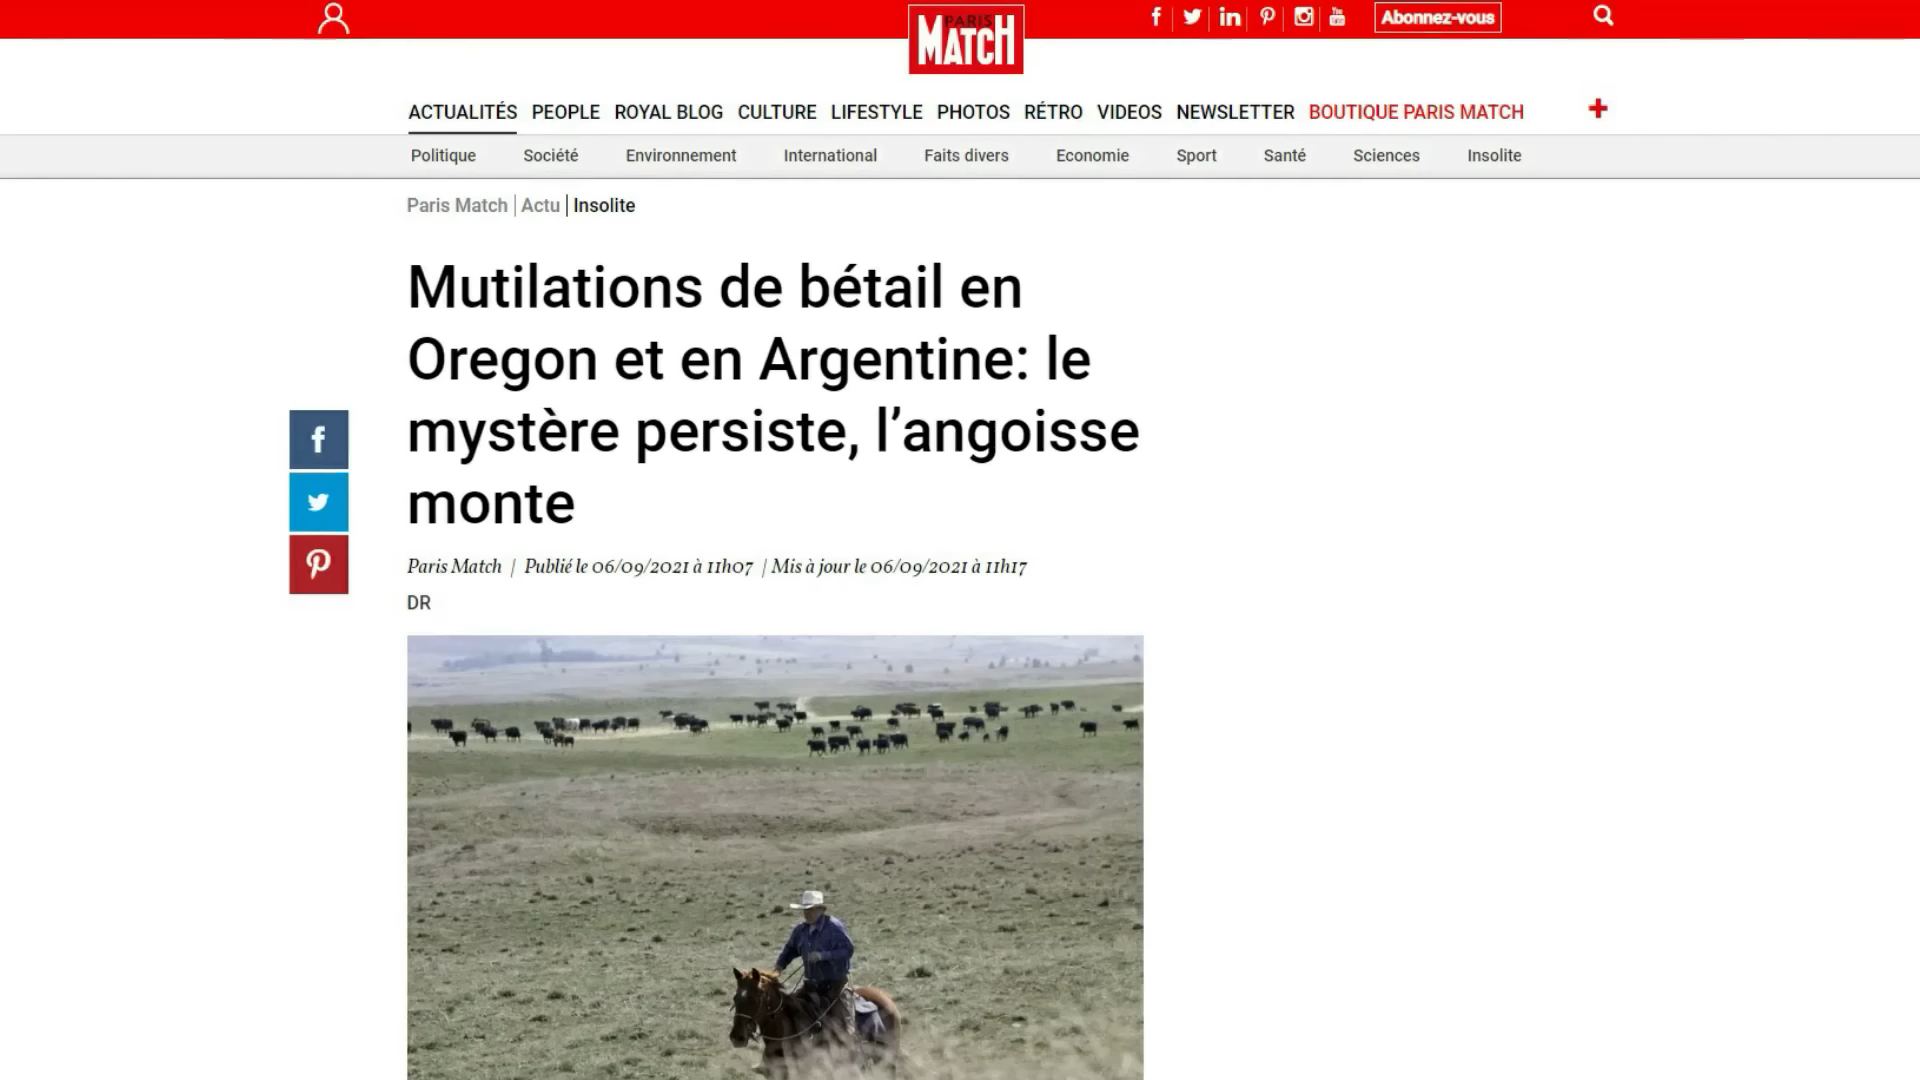 PARIS
MATCH
You
Abonnez-vous
ACTUALITÉS PEOPLE ROYAL BLOG CULTURE LIFESTYLE PHOTOS RÉTRO VIDEOS NEWSLETTER BOUTIQUE PARIS MATCH
Politique Société Environnement International Faits divers Economie Sport Santé Sciences Insolite
Paris Match | Actu | Insolite
Mutilations de bétail en
Oregon et en Argentine: le
mystère persiste, l’angoisse
monte
Paris Match | Publié le 06/09/2021 à 11h07 | Mis à jour le 06/09/2021 à 11h17
DR